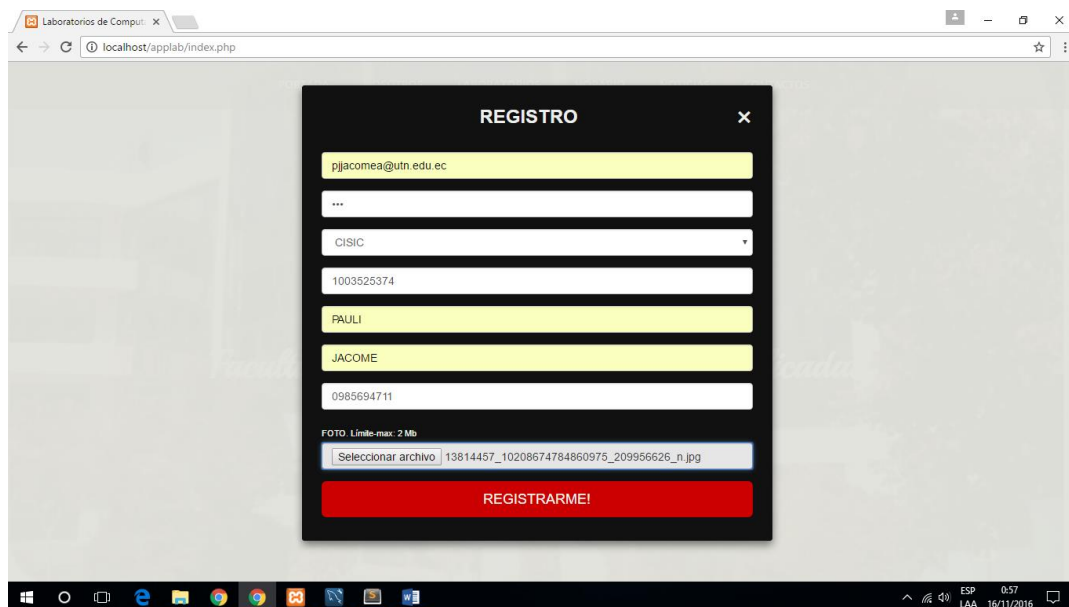 Laboratorios de Comput
localhost/applab/index.php
REGISTRO
pjjacomea@utn.edu.ec
•••
CISIC
1003525374
PAULI
JACOME
0985694711
FOTO. Límite-max: 2 Mb
Seleccionar archivo 13814457_10208674784860975_209956626_n.jpg
REGISTRARME!
ESP 0:57
LAA 16/11/2016